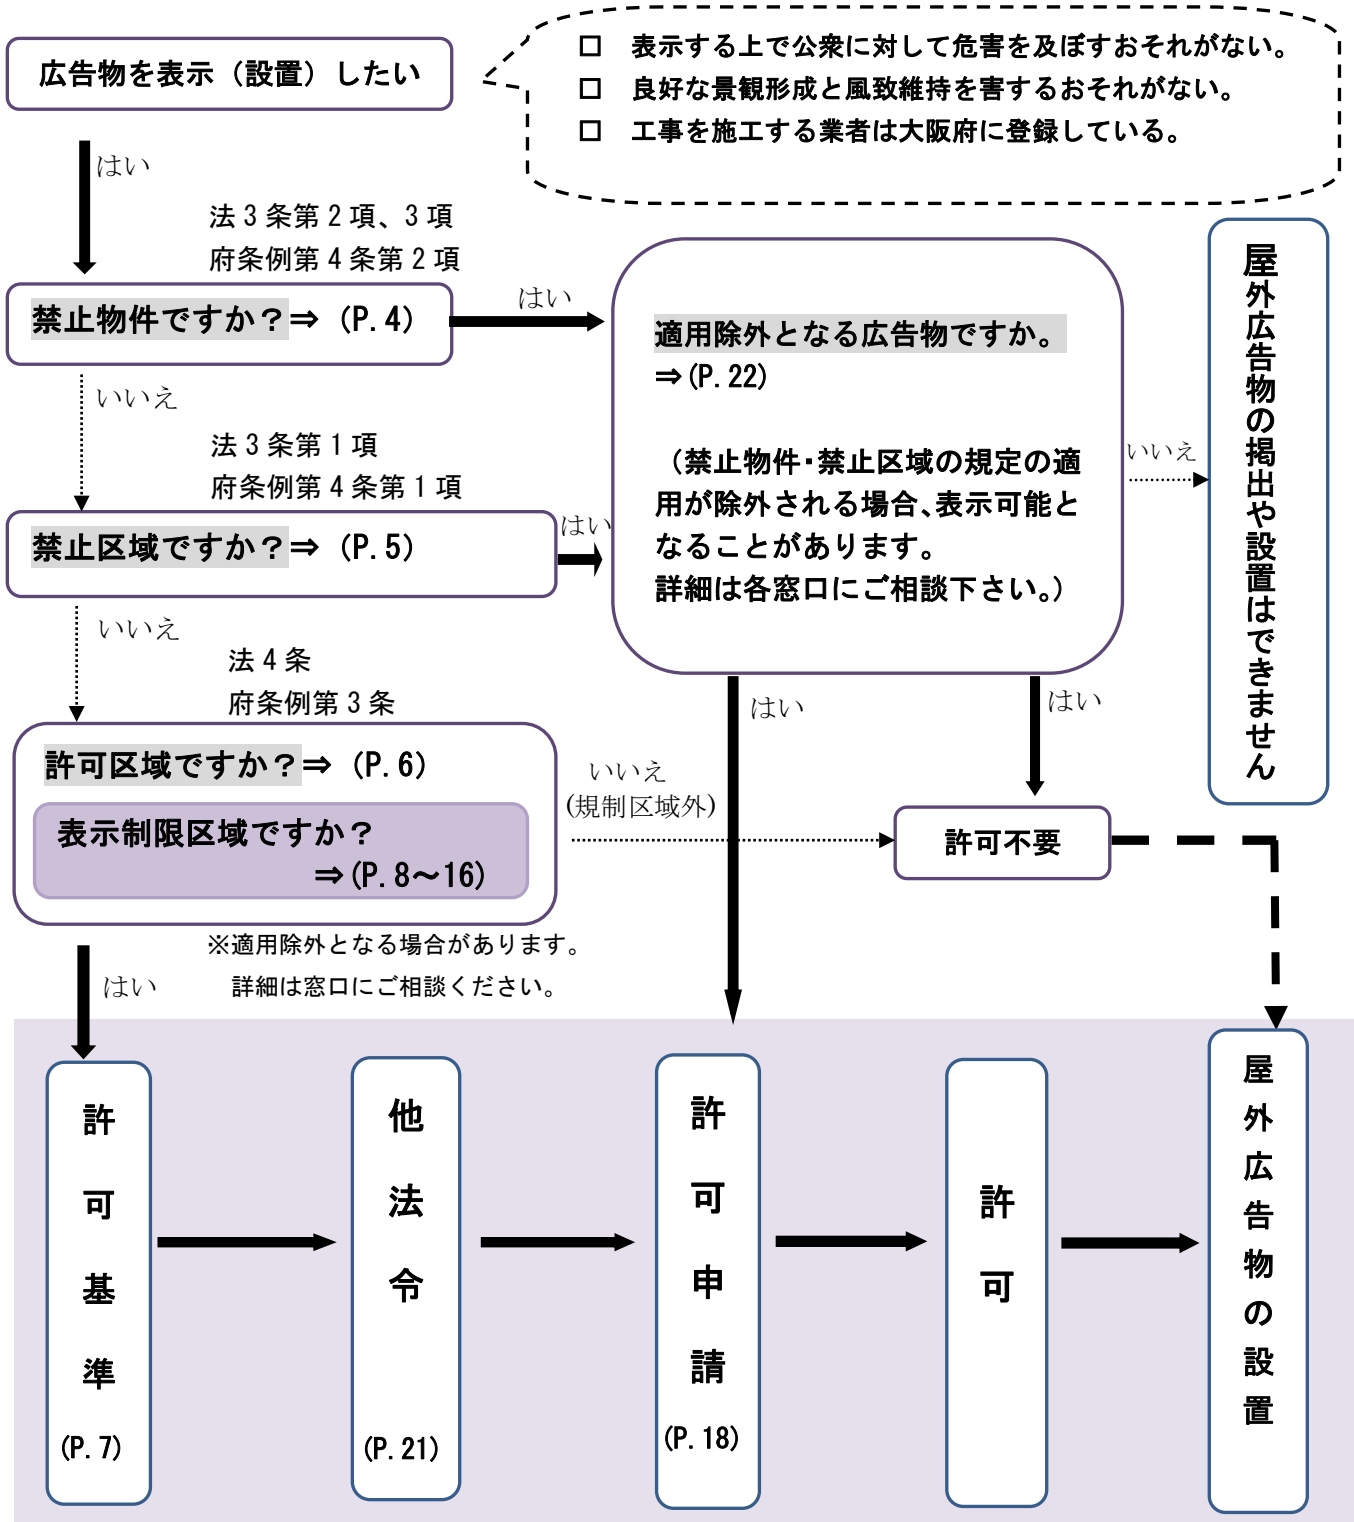 広告物を表示（設置）したい
□ 表示する上で公衆に対して危害を及ぼすおそれがない。
□ 良好な景観形成と風致維持を害するおそれがない。
□ 工事を施工する業者は大阪府に登録している。
はい
法３条第２項、３項
府条例第４条第２項
禁止物件ですか？⇒（P.4）
はい
いいえ
法３条第１項
府条例第４条第１項
禁止区域ですか？⇒（P.5）
はい
適用除外となる広告物ですか。
⇒(P.22)
（禁止物件・禁止区域の規定の適
用が除外される場合、表示可能と
なることがあります。
詳細は各窓口にご相談下さい。）
いいえ
屋外広告物の掲出や設置はできません
いいえ
法４条
府条例第３条
許可区域ですか？⇒（P.6）
表示制限区域ですか？
⇒(P.8～16)
いいえ
(規制区域外)
はい
はい
許可不要
※適用除外となる場合があります。
詳細は窓口にご相談ください。
はい
許可基準
(P.7)
他法令
(P.21)
許可申請
(P.18)
許可
屋外広告物の設置